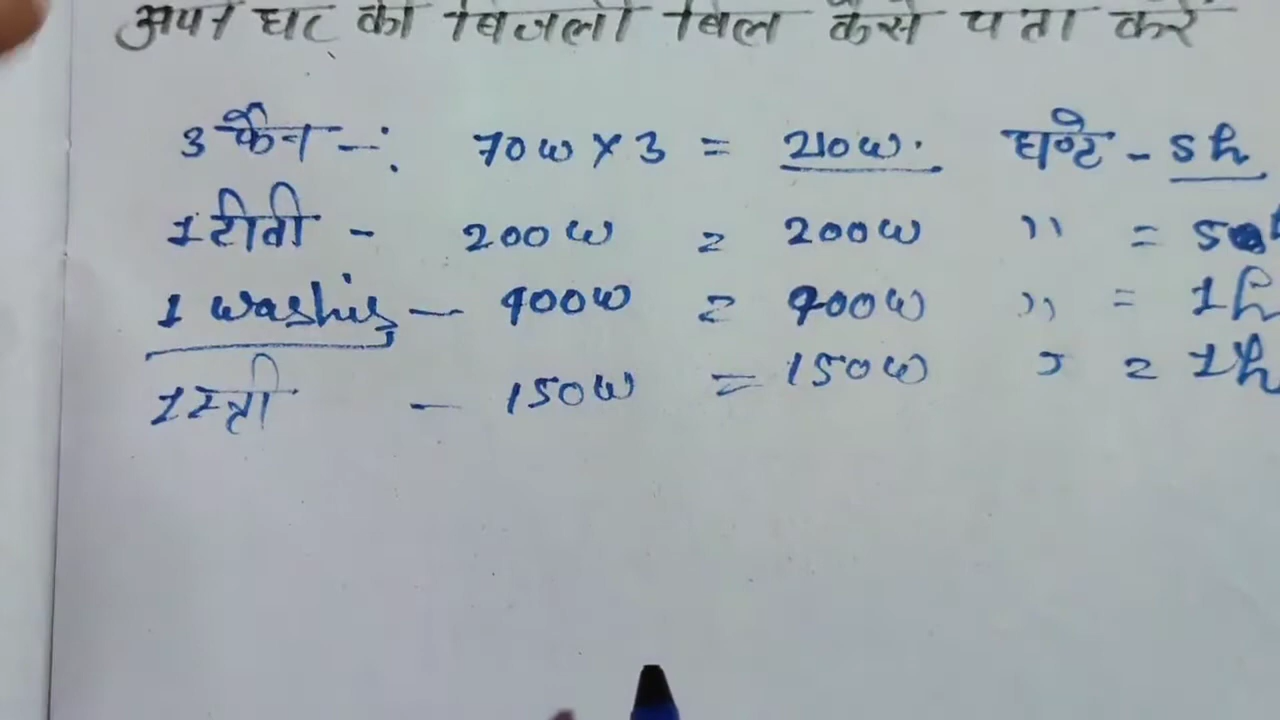 अपने घर का बिजली बिल कैसे पता करें
3 फैन -: 70w × 3 = 210w. घण्टे - 5h
1 टीवी - 200w = 200w " = 5h
1 washing - 400w = 400w " = 1h
1 स्त्री - 150w = 150w " = 1h